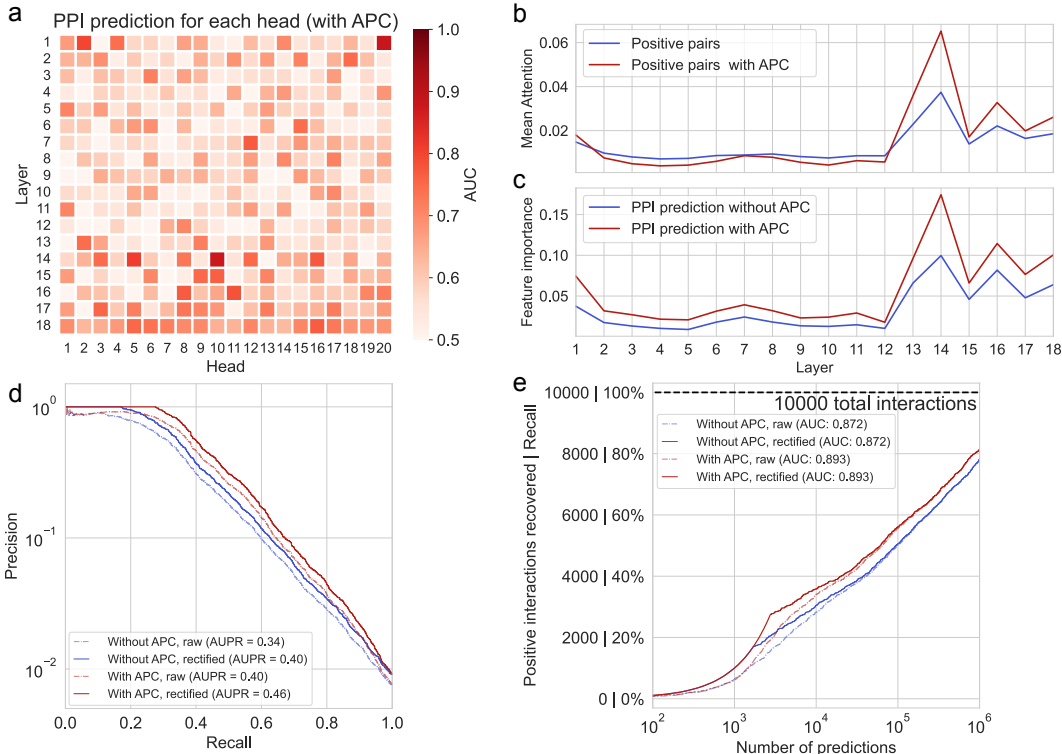 a
PPI prediction for each head (with APC)
Layer
1
2
3
4
5
6
7
8
9
10
11
12
13
14
15
16
17
18
1 2 3 4 5 6 7 8 9 10 11 12 13 14 15 16 17 18 19 20
Head
1.0
0.9
0.8
0.7
0.6
0.5
AUC
b
Mean Attention
0.06
0.04
0.02
Positive pairs
Positive pairs with APC
c
Feature importance
0.15
0.10
0.05
PPI prediction without APC
PPI prediction with APC
1 2 3 4 5 6 7 8 9 10 11 12 13 14 15 16 17 18
Layer
d
Precision
10⁰
10⁻¹
10⁻²
Without APC, raw (AUPR = 0.34)
Without APC, rectified (AUPR = 0.40)
With APC, raw (AUPR = 0.40)
With APC, rectified (AUPR = 0.46)
0.0 0.2 0.4 0.6 0.8 1.0
Recall
e
Positive interactions recovered | Recall
10000 | 100%
8000 | 80%
6000 | 60%
4000 | 40%
2000 | 20%
0 | 0%
10000 total interactions
Without APC, raw (AUC: 0.872)
Without APC, rectified (AUC: 0.872)
With APC, raw (AUC: 0.893)
With APC, rectified (AUC: 0.893)
10² 10³ 10⁴ 10⁵ 10⁶
Number of predictions